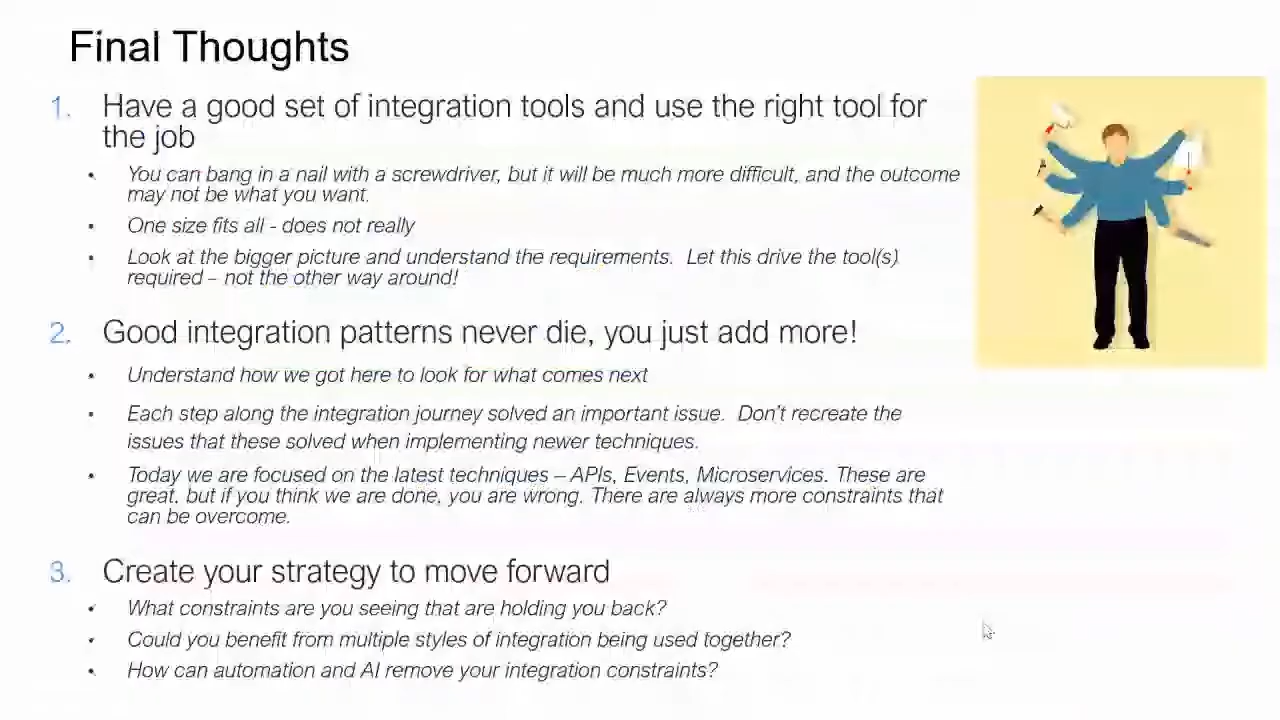 Final Thoughts
1. Have a good set of integration tools and use the right tool for
the job
• You can bang in a nail with a screwdriver, but it will be much more difficult, and the outcome
may not be what you want.
• One size fits all - does not really
• Look at the bigger picture and understand the requirements. Let this drive the tool(s)
required – not the other way around!
2. Good integration patterns never die, you just add more!
• Understand how we got here to look for what comes next
• Each step along the integration journey solved an important issue. Don't recreate the
issues that these solved when implementing newer techniques.
• Today we are focused on the latest techniques – APIs, Events, Microservices. These are
great, but if you think we are done, you are wrong. There are always more constraints that
can be overcome.
3. Create your strategy to move forward
• What constraints are you seeing that are holding you back?
• Could you benefit from multiple styles of integration being used together?
• How can automation and AI remove your integration constraints?